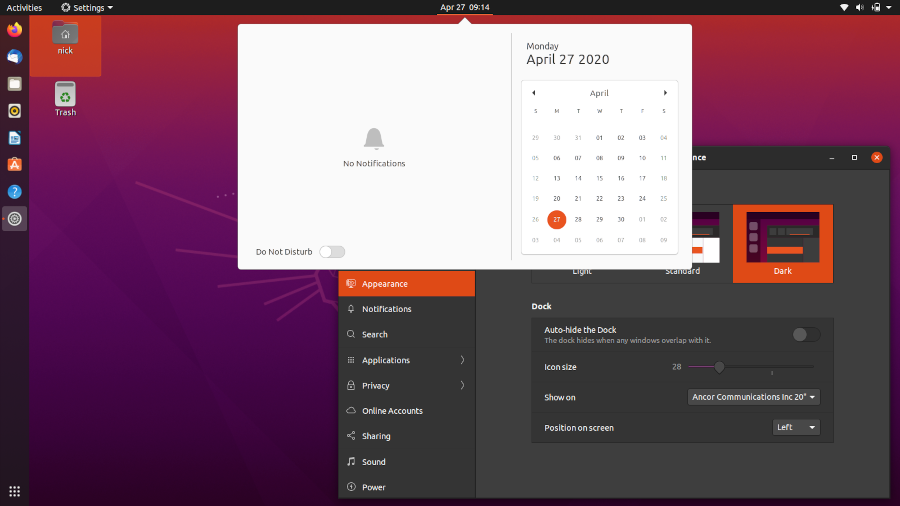 Activities
Settings
Apr 27 09:14
nick
Trash
No Notifications
Do Not Disturb
Monday
April 27 2020
April
S M T W T F S
29 30 31 01 02 03 04
05 06 07 08 09 10 11
12 13 14 15 16 17 18
19 20 21 22 23 24 25
26 27 28 29 30 01 02
03 04 05 06 07 08 09
nce
Light Standard Dark
Appearance
Notifications
Search
Applications
Privacy
Online Accounts
Sharing
Sound
Power
Dock
Auto-hide the Dock
The dock hides when any windows overlap with it.
Icon size 28
Show on Ancor Communications Inc 20"
Position on screen Left